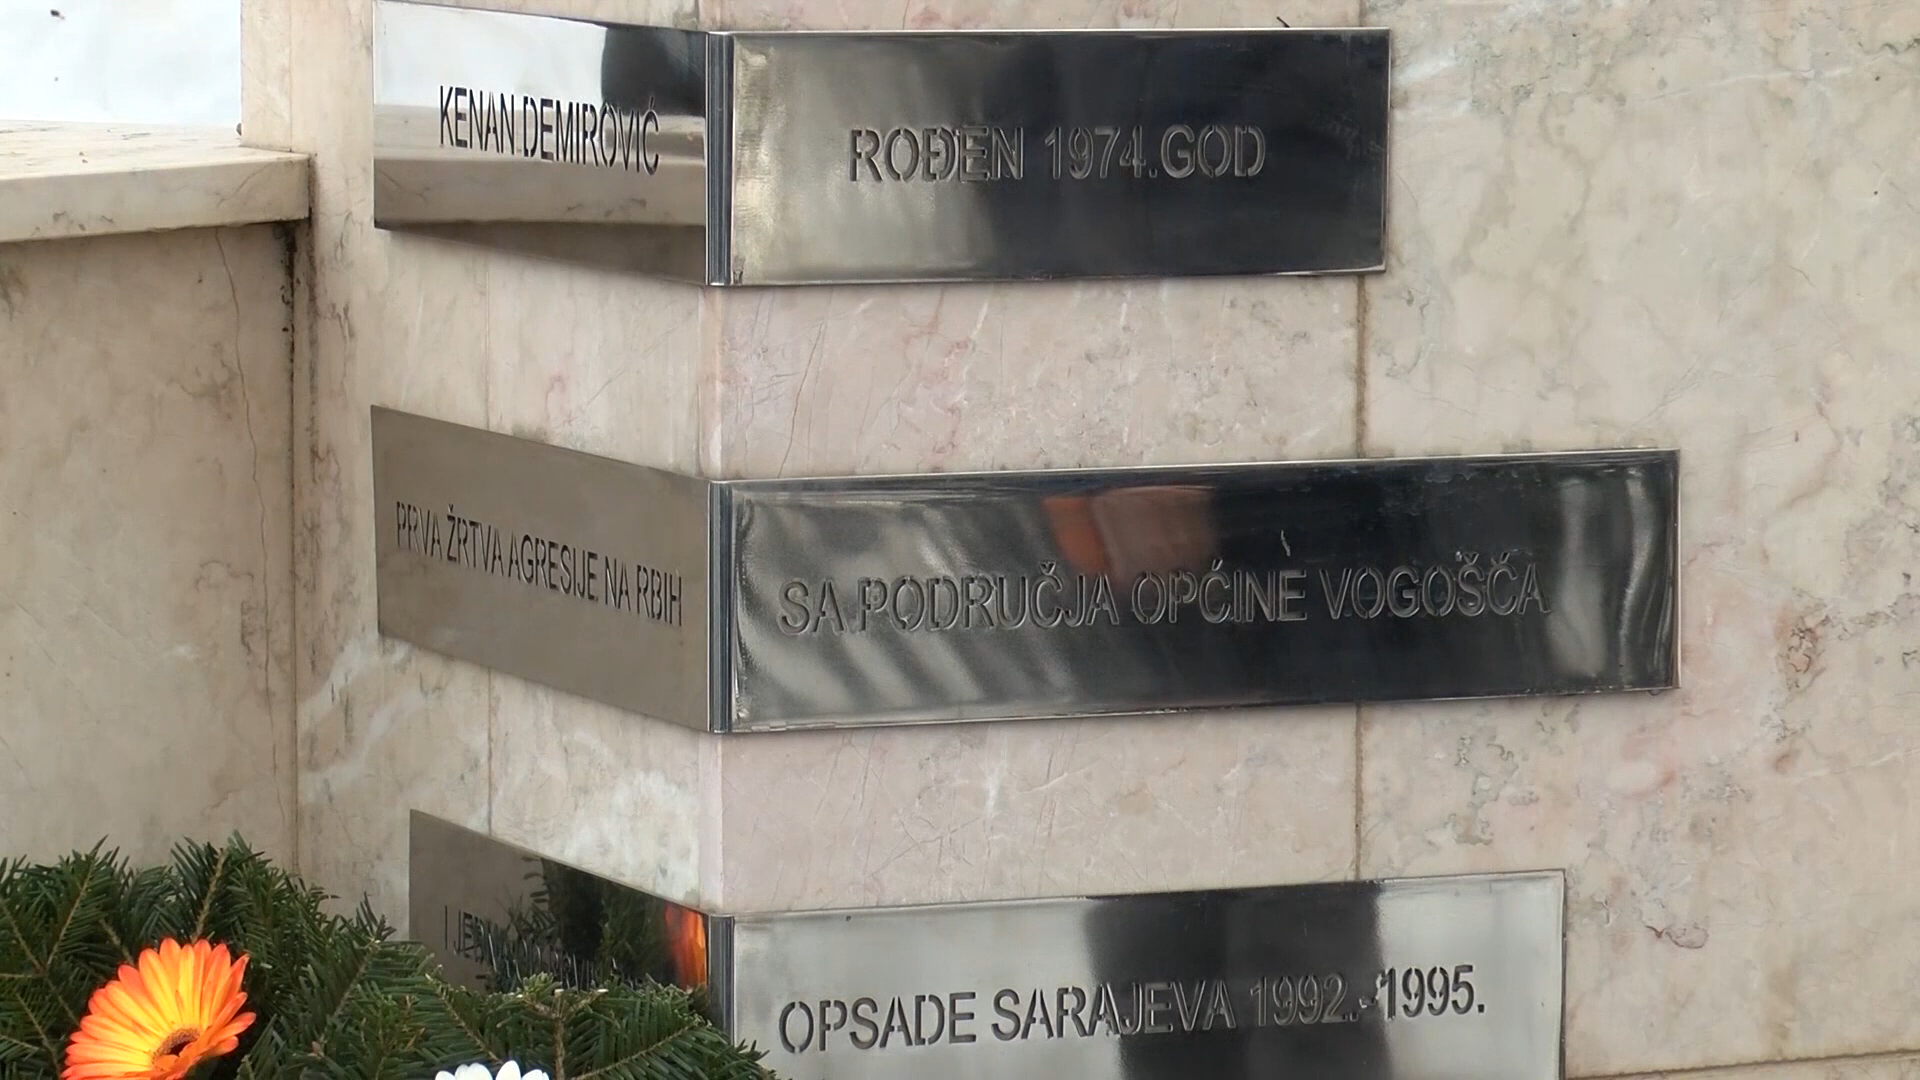 KENAN DEMIROVIĆ ROĐEN 1974.GOD
PRVA ŽRTVA AGRESIJE NA RBIH SA PODRUČJA OPĆINE VOGOŠĆA
I OPSADE SARAJEVA 1992.-1995.